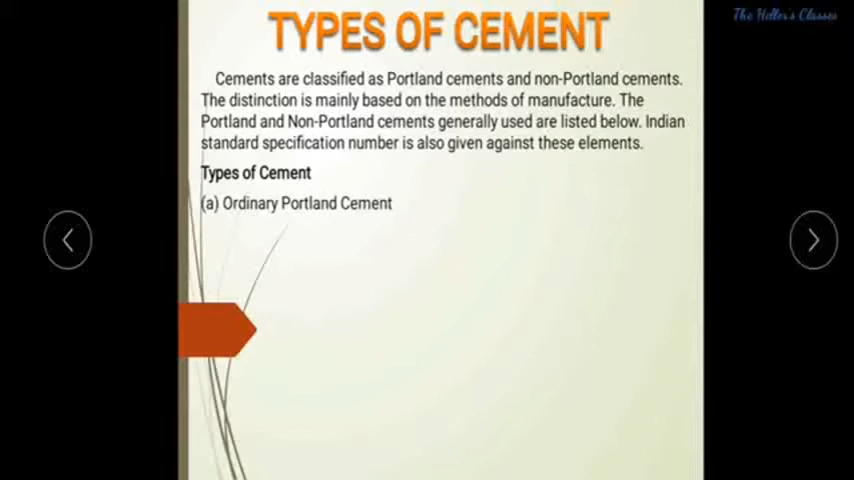 The Heller's Classes
TYPES OF CEMENT
Cements are classified as Portland cements and non-Portland cements.
The distinction is mainly based on the methods of manufacture. The
Portland and Non-Portland cements generally used are listed below. Indian
standard specification number is also given against these elements.
Types of Cement
(a) Ordinary Portland Cement